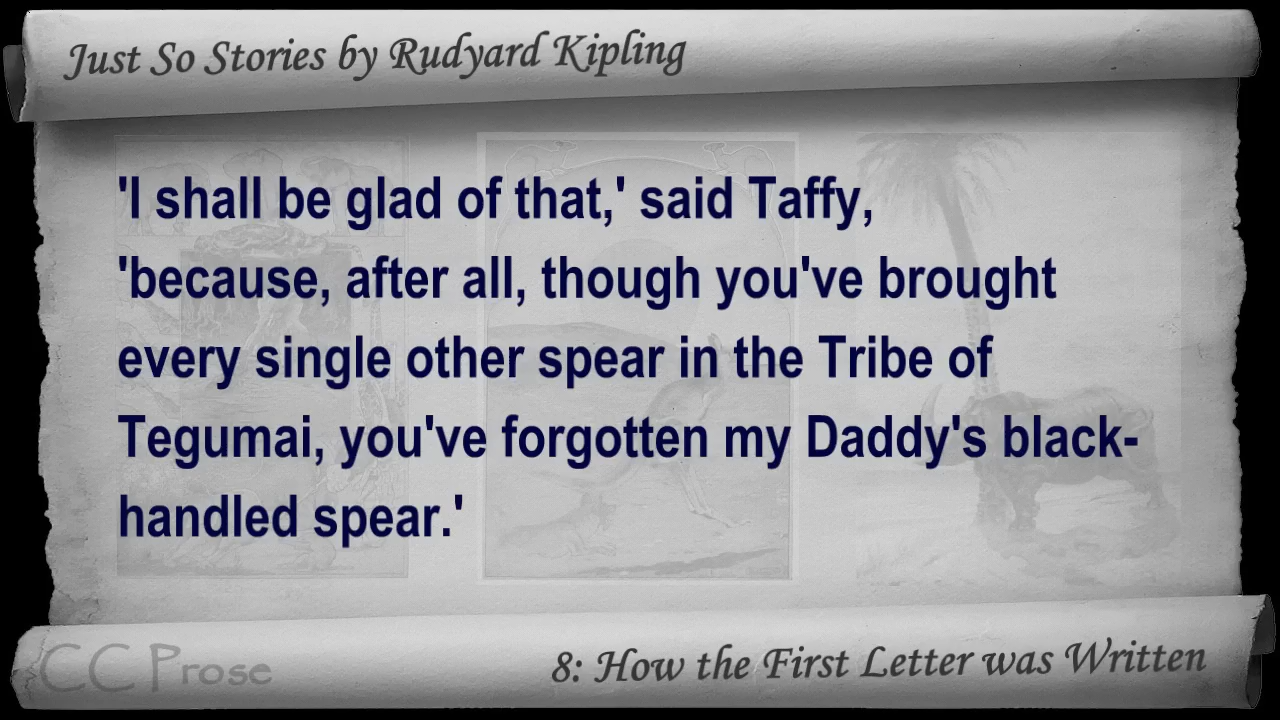 Just So Stories by Rudyard Kipling
'I shall be glad of that,' said Taffy,
'because, after all, though you've brought
every single other spear in the Tribe of
Tegumai, you've forgotten my Daddy's black-
handled spear.'
CC Prose
8: How the First Letter was Written